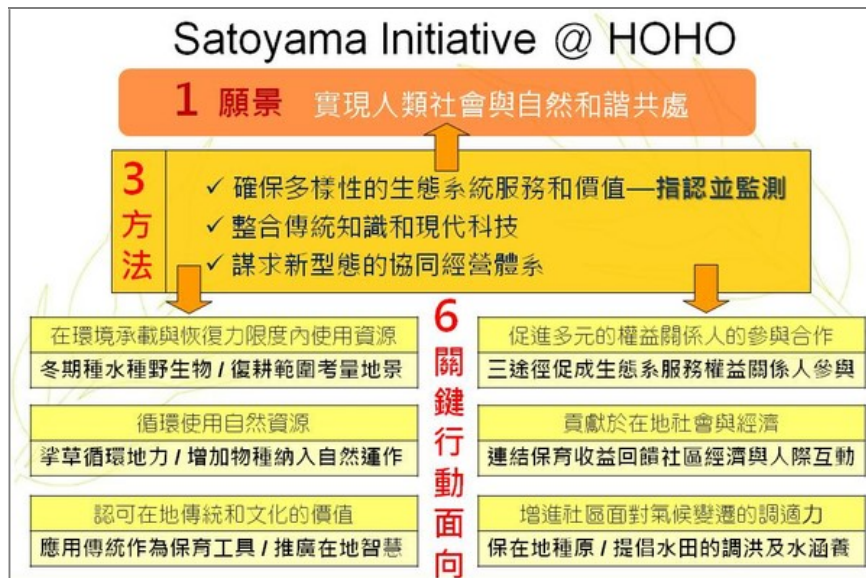 Satoyama Initiative @ HOHO
1 願景 實現人類社會與自然和諧共處
3方法
✓ 確保多樣性的生態系統服務和價值—指認並監測
✓ 整合傳統知識和現代科技
✓ 謀求新型態的協同經營體系
6關鍵行動面向
在環境承載與恢復力限度內使用資源
冬期種水種野生物 / 復耕範圍考量地景
循環使用自然資源
挲草循環地力 / 增加物種納入自然運作
認可在地傳統和文化的價值
應用傳統作為保育工具 / 推廣在地智慧
促進多元的權益關係人的參與合作
三途徑促成生態系服務權益關係人參與
貢獻於在地社會與經濟
連結保育收益回饋社區經濟與人際互動
增進社區面對氣候變遷的調適力
保在地種原 / 提倡水田的調洪及水涵養